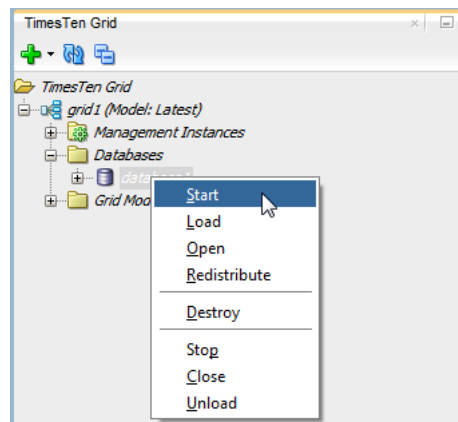 TimesTen Grid
TimesTen Grid
grid1 (Model: Latest)
Management Instances
Databases
Grid Mod
Start
Load
Open
Redistribute
Destroy
Stop
Close
Unload